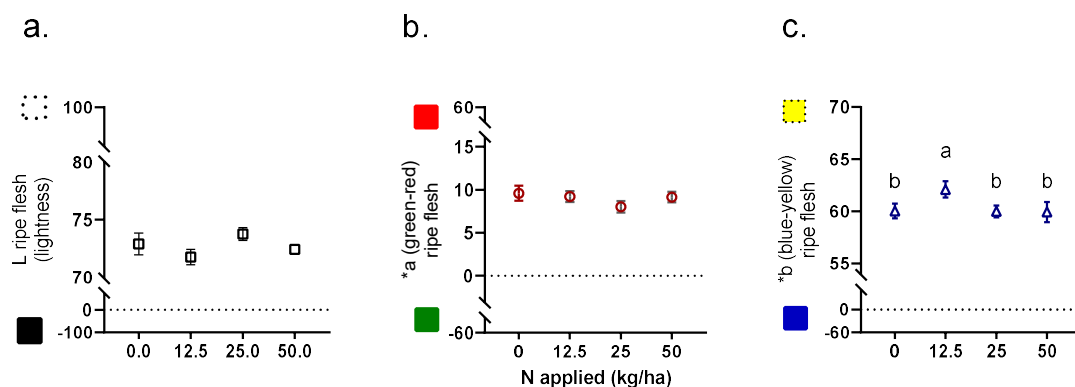 a.
100
80
75
70
0
-100
L ripe flesh
(lightness)
0.0 12.5 25.0 50.0
b.
60
15
10
5
0
-60
*a (green-red)
ripe flesh
0 12.5 25 50
N applied (kg/ha)
c.
70
65
60
55
0
-60
*b (blue-yellow)
ripe flesh
b a b b
0 12.5 25 50